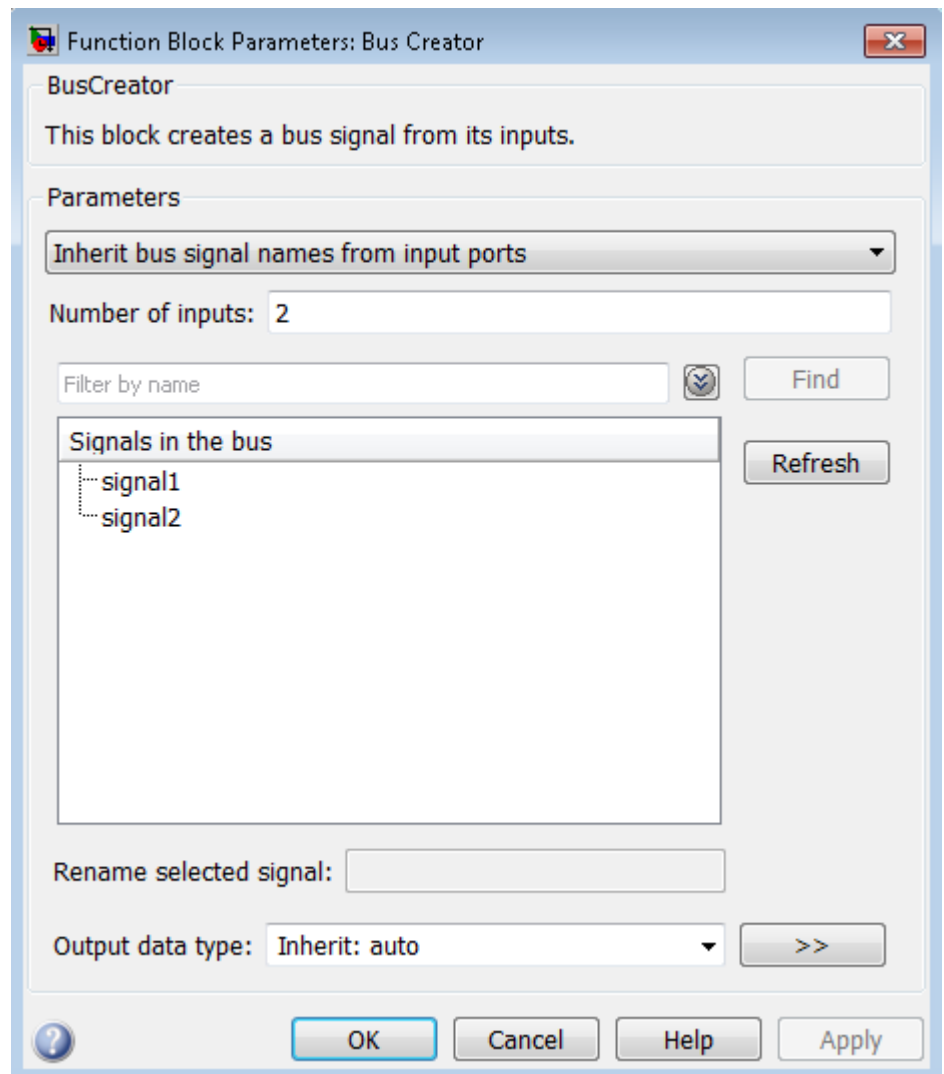 Function Block Parameters: Bus Creator
BusCreator
This block creates a bus signal from its inputs.
Parameters
Inherit bus signal names from input ports
Number of inputs: 2
Filter by name
Find
Signals in the bus
Refresh
signal1
signal2
Rename selected signal:
Output data type: Inherit: auto >>
OK Cancel Help Apply